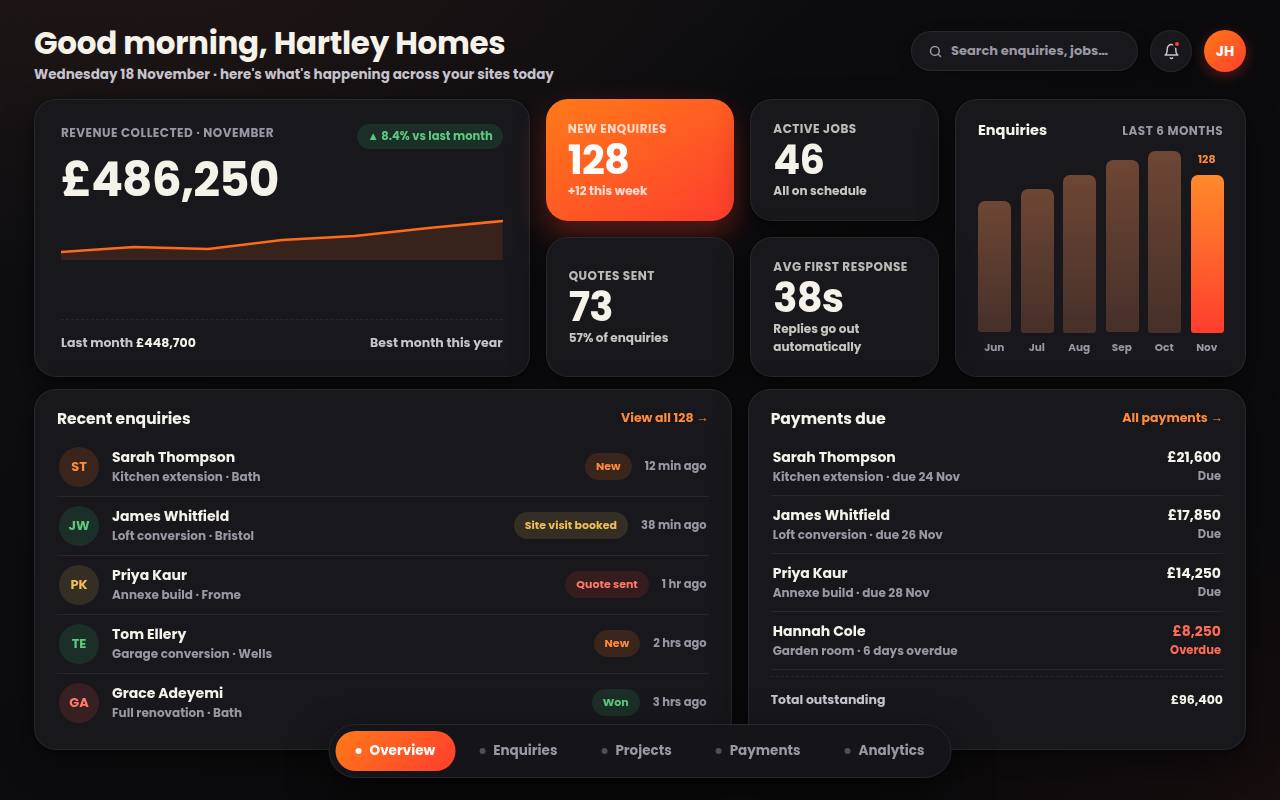 Good morning, Hartley Homes
Wednesday 18 November · here's what's happening across your sites today
Search enquiries, jobs...
JH
REVENUE COLLECTED · NOVEMBER
▲ 8.4% vs last month
£486,250
Last month £448,700
Best month this year
NEW ENQUIRIES
128
+12 this week
ACTIVE JOBS
46
All on schedule
QUOTES SENT
73
57% of enquiries
AVG FIRST RESPONSE
38s
Replies go out
automatically
Enquiries
LAST 6 MONTHS
128
Jun
Jul
Aug
Sep
Oct
Nov
Recent enquiries
View all 128 →
ST
Sarah Thompson
Kitchen extension · Bath
New
12 min ago
JW
James Whitfield
Loft conversion · Bristol
Site visit booked
38 min ago
PK
Priya Kaur
Annexe build · Frome
Quote sent
1 hr ago
TE
Tom Ellery
Garage conversion · Wells
New
2 hrs ago
GA
Grace Adeyemi
Full renovation · Bath
Won
3 hrs ago
Payments due
All payments →
Sarah Thompson
£21,600
Kitchen extension · due 24 Nov
Due
James Whitfield
£17,850
Loft conversion · due 26 Nov
Due
Priya Kaur
£14,250
Annexe build · due 28 Nov
Due
Hannah Cole
£8,250
Garden room · 6 days overdue
Overdue
Total outstanding
£96,400
Overview
Enquiries
Projects
Payments
Analytics